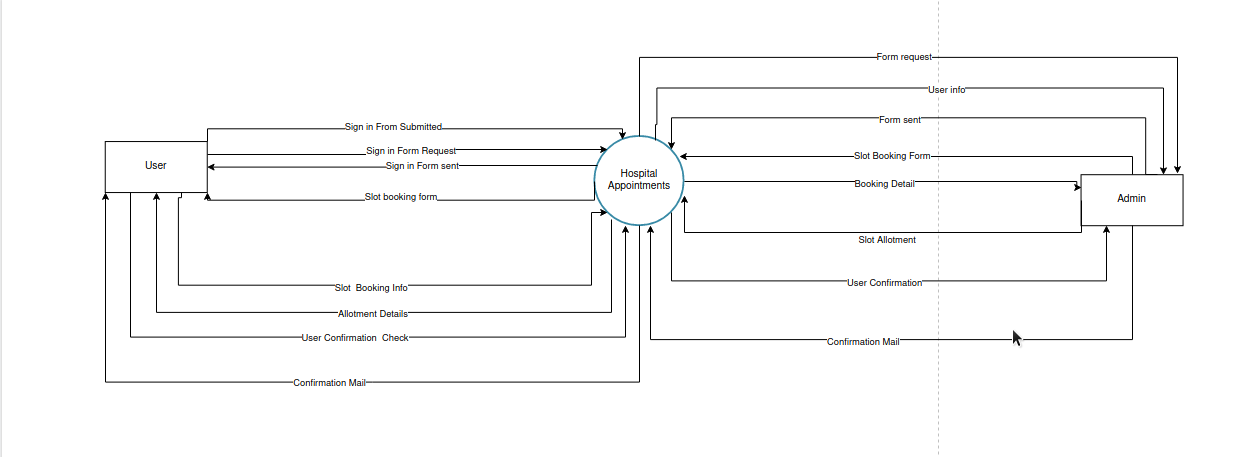 Form request
User info
Form sent
Sign in From Submitted
Sign in Form Request
Sign in Form sent
Slot Booking Form
User
Hospital
Appointments
Booking Detail
Admin
Slot booking form
Slot Allotment
User Confirmation
Slot Booking Info
Allotment Details
User Confirmation Check
Confirmation Mail
Confirmation Mail